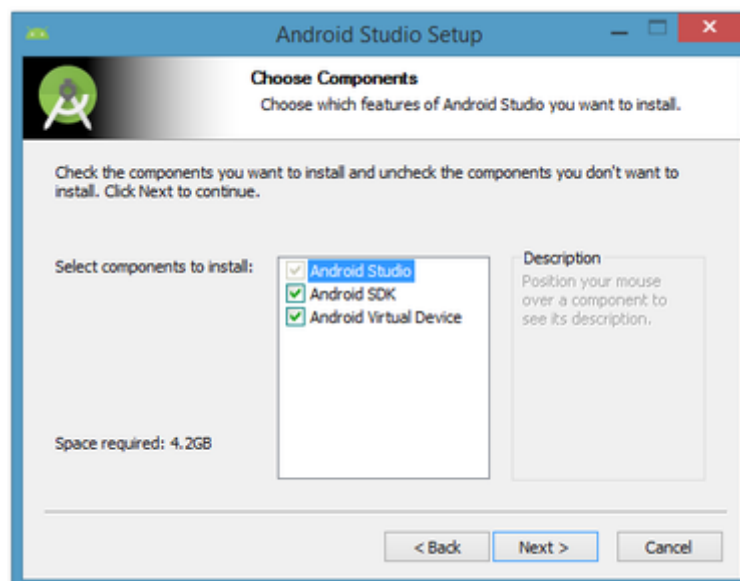 Android Studio Setup
Choose Components
Choose which features of Android Studio you want to install.
Check the components you want to install and uncheck the components you don't want to
install. Click Next to continue.
Select components to install:
Android Studio
Android SDK
Android Virtual Device
Description
Position your mouse
over a component to
see its description.
Space required: 4.2GB
< Back
Next >
Cancel